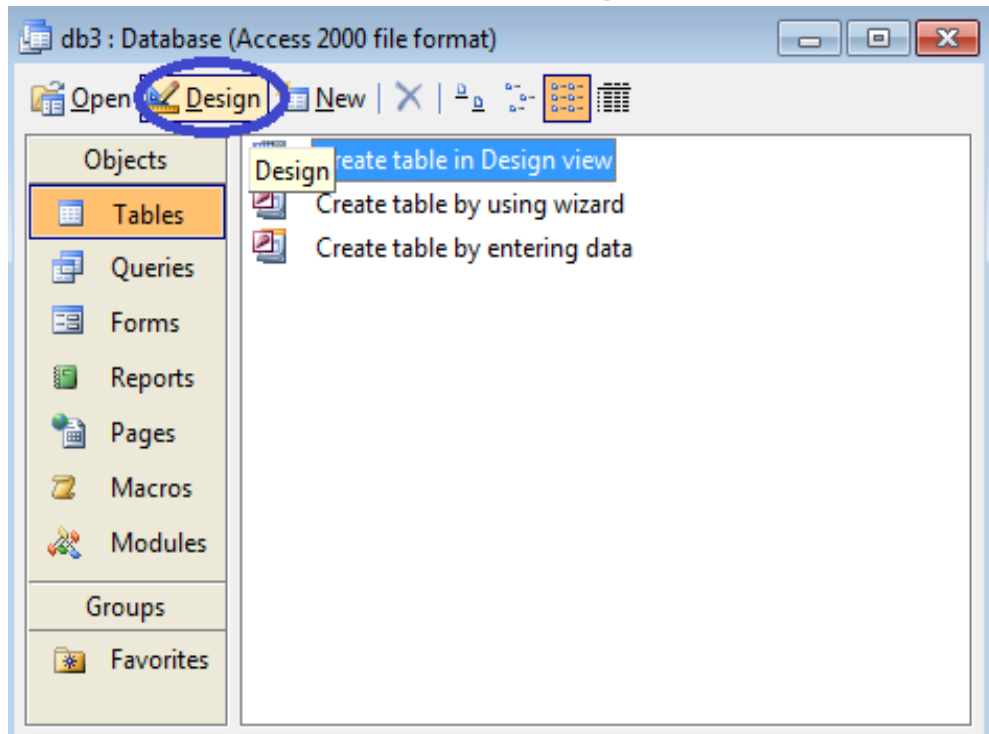 db3 : Database (Access 2000 file format)
Open Design New
Objects
Tables
Queries
Forms
Reports
Pages
Macros
Modules
Groups
Favorites
Design
reate table in Design view
Create table by using wizard
Create table by entering data